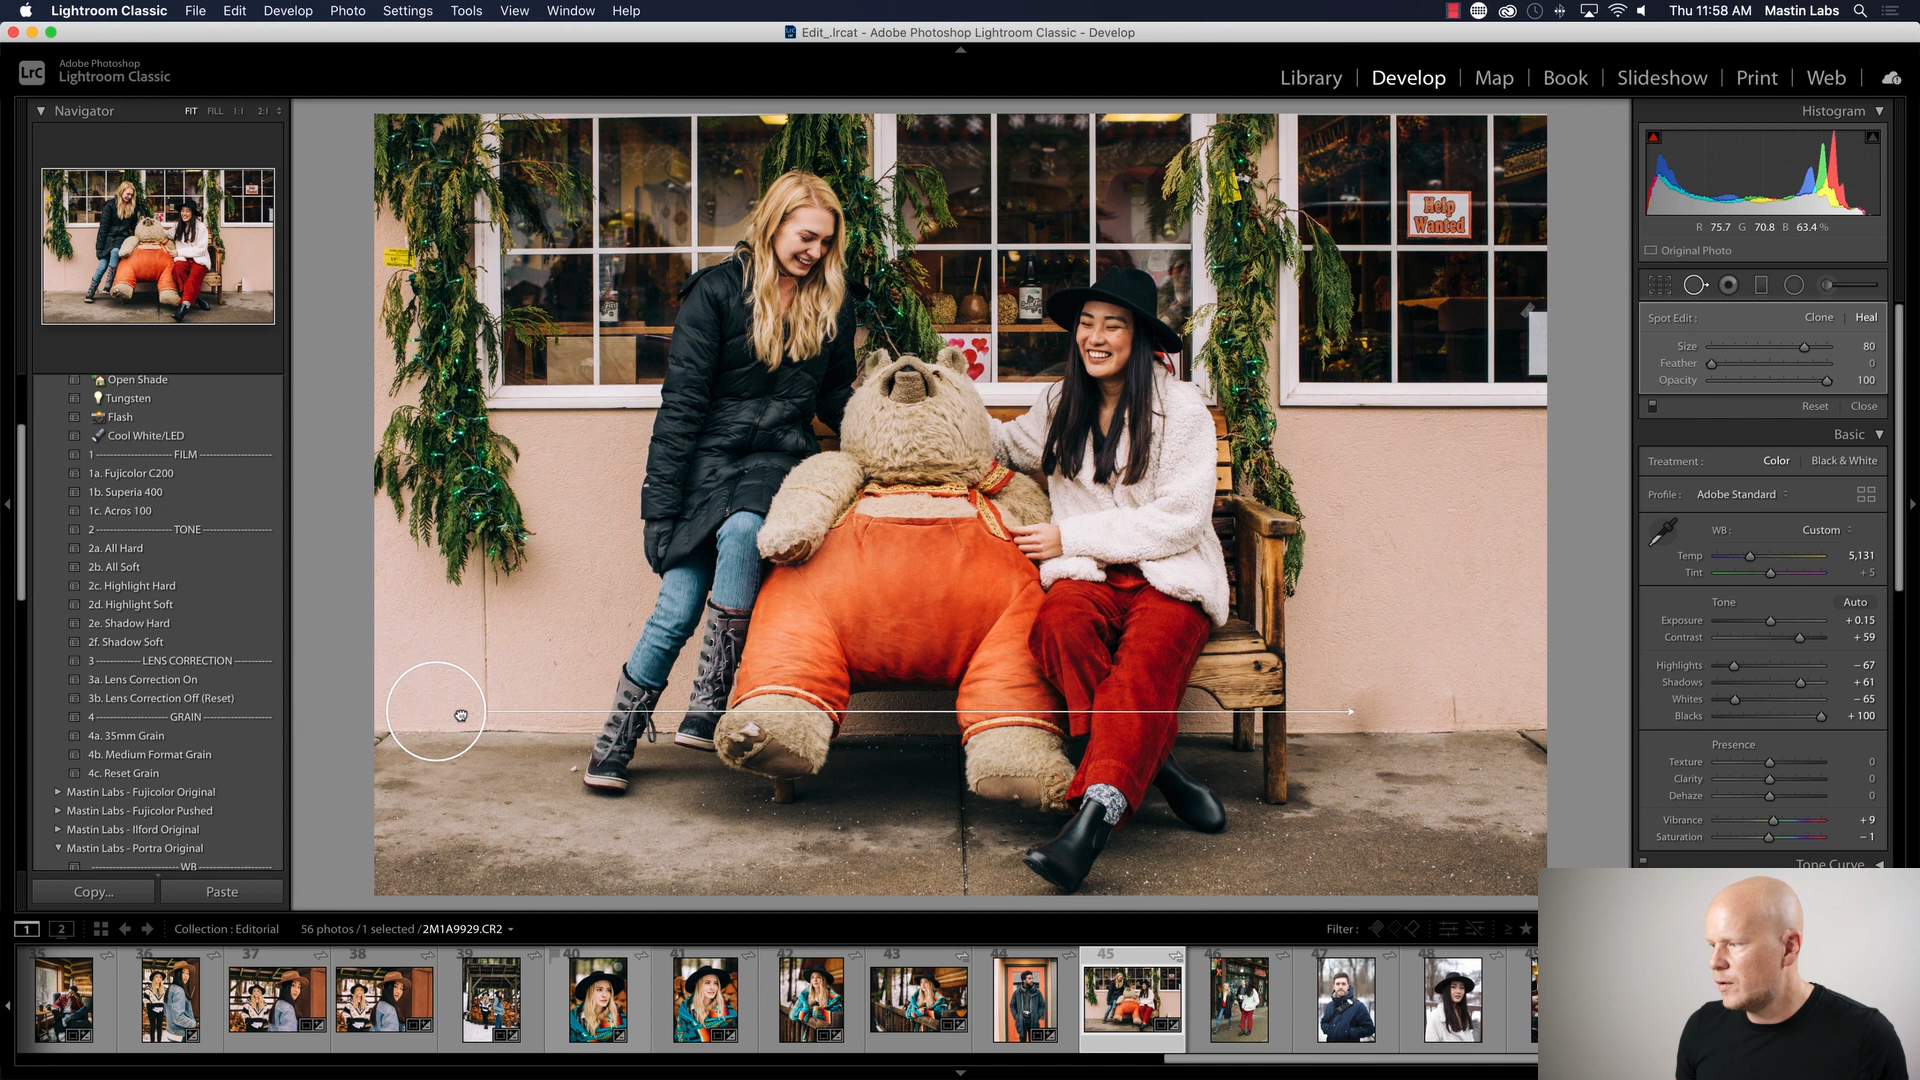 Lightroom Classic File Edit Develop Photo Settings Tools View Window Help Thu 11:58 AM Mastin Labs
Edit_.lrcat - Adobe Photoshop Lightroom Classic - Develop
LrC Adobe Photoshop
Lightroom Classic
Library | Develop | Map | Book | Slideshow | Print | Web
Navigator FIT FILL 1:1 2:1
Open Shade
Tungsten
Flash
Cool White/LED
1 -------------------- FILM --------------------
1a. Fujicolor C200
1b. Superia 400
1c. Acros 100
2 -------------------- TONE --------------------
2a. All Hard
2b. All Soft
2c. Highlight Hard
2d. Highlight Soft
2e. Shadow Hard
2f. Shadow Soft
3 ------------- LENS CORRECTION -----------
3a. Lens Correction On
3b. Lens Correction Off (Reset)
4 -------------------- GRAIN -------------------
4a. 35mm Grain
4b. Medium Format Grain
4c. Reset Grain
Mastin Labs - Fujicolor Original
Mastin Labs - Fujicolor Pushed
Mastin Labs - Ilford Original
Mastin Labs - Portra Original
-------------------- WB --------------------
Copy... Paste
Help
Wanted
Histogram
R 75.7 G 70.8 B 63.4 %
Original Photo
Spot Edit : Clone | Heal
Size 80
Feather 0
Opacity 100
Reset Close
Basic
Treatment : Color | Black & White
Profile : Adobe Standard
WB : Custom
Temp 5,131
Tint + 5
Tone Auto
Exposure + 0.15
Contrast + 59
Highlights – 67
Shadows + 61
Whites – 65
Blacks + 100
Presence
Texture 0
Clarity 0
Dehaze 0
Vibrance + 9
Saturation – 1
Tone Curve
1 2 Collection : Editorial 56 photos / 1 selected / 2M1A9929.CR2 Filter : ≥ ★
35 36 37 38 39 40 41 42 43 44 45 46 47 48